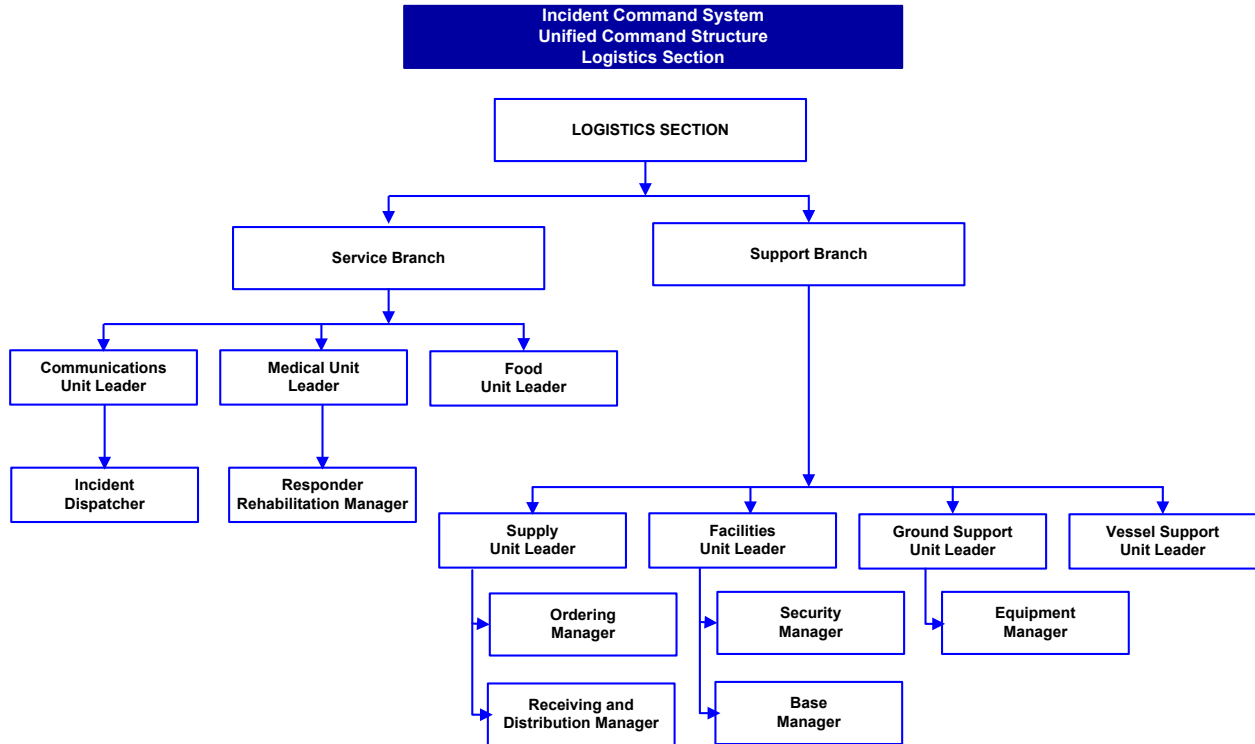 Incident Command System
Unified Command Structure
Logistics Section
LOGISTICS SECTION
Service Branch
Support Branch
Communications
Unit Leader
Medical Unit
Leader
Food
Unit Leader
Incident
Dispatcher
Responder
Rehabilitation Manager
Supply
Unit Leader
Facilities
Unit Leader
Ground Support
Unit Leader
Vessel Support
Unit Leader
Ordering
Manager
Security
Manager
Equipment
Manager
Receiving and
Distribution Manager
Base
Manager